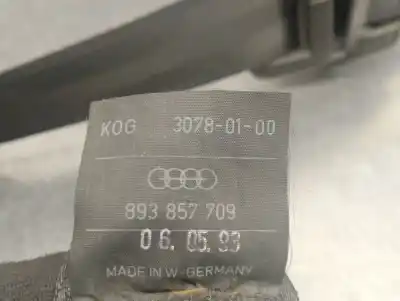 KOG 3078-01-00
893 857 709
06.05.93
MADE IN W-GERMANY